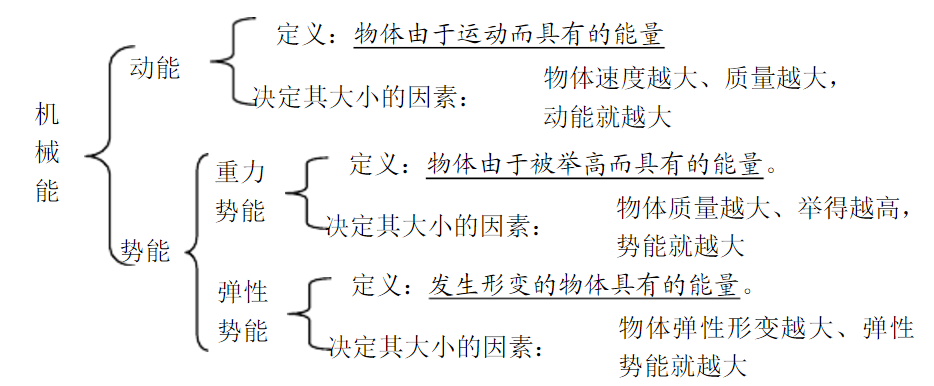 机械能
动能
定义：物体由于运动而具有的能量
决定其大小的因素：
物体速度越大、质量越大，
动能就越大
势能
重力
势能
定义：物体由于被举高而具有的能量。
决定其大小的因素：
物体质量越大、举得越高，
势能就越大
弹性
势能
定义：发生形变的物体具有的能量。
决定其大小的因素：
物体弹性形变越大、弹性
势能就越大